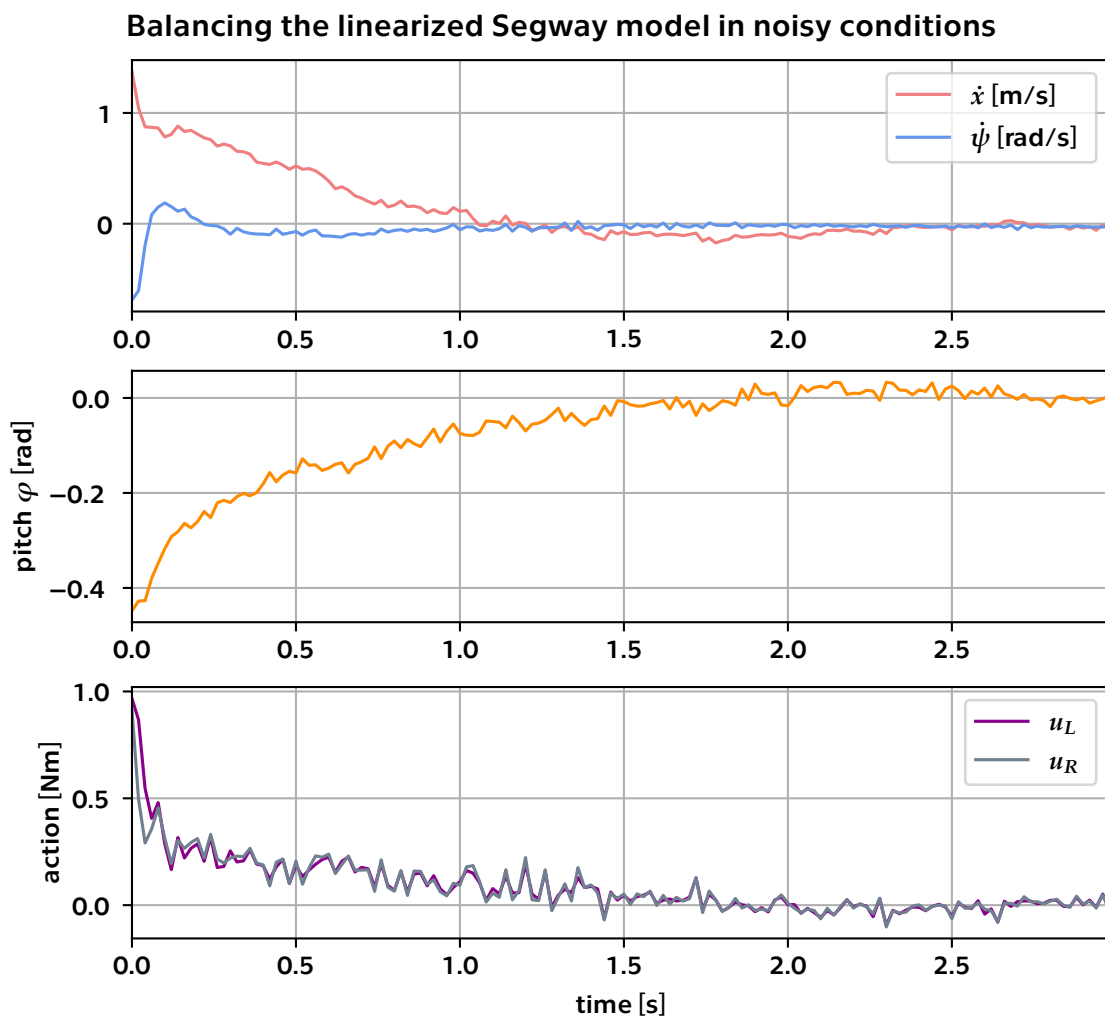 Balancing the linearized Segway model in noisy conditions
ẋ [m/s]
ψ̇ [rad/s]
1
0
0.0 0.5 1.0 1.5 2.0 2.5
pitch φ [rad]
0.0
−0.2
−0.4
0.0 0.5 1.0 1.5 2.0 2.5
action [Nm]
u_L
u_R
1.0
0.5
0.0
0.0 0.5 1.0 1.5 2.0 2.5
time [s]